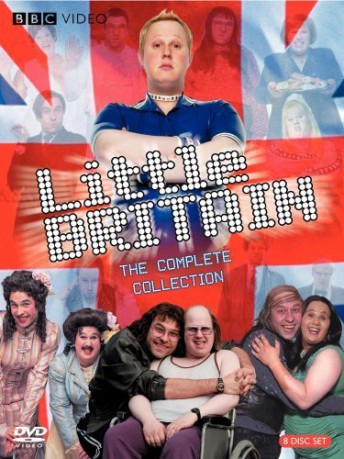 BBC VIDEO
Little
BRITAIN
THE COMPLETE
COLLECTION
DVD
VIDEO
8 DISC SET